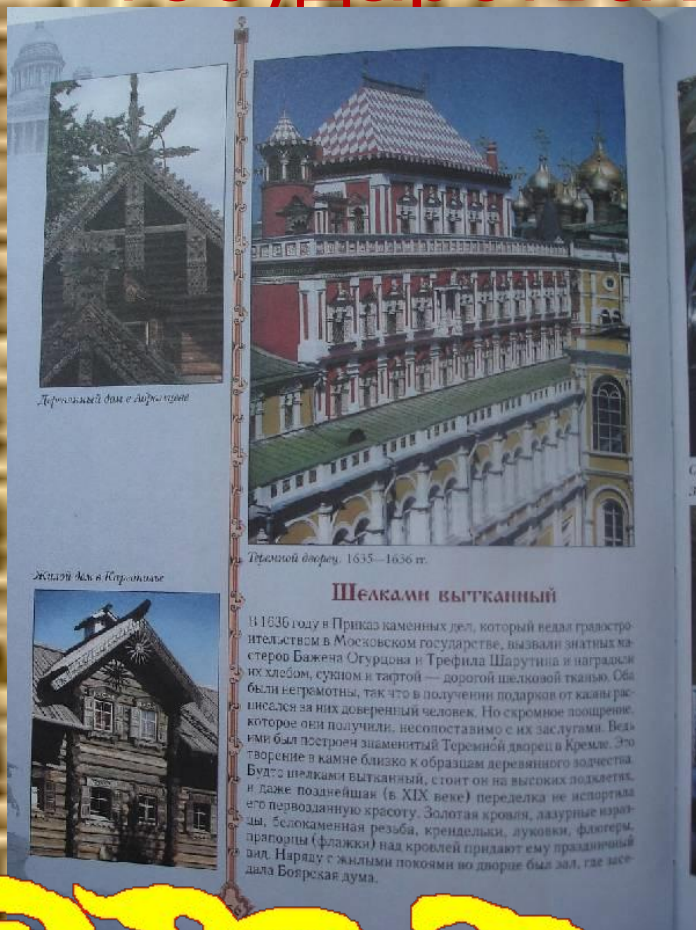 Государства
Деревянный дом в Абрамцеве
Теремной дворец. 1635—1636 гг.
Жилой дом в
Шелками вытканный
В 1636 году в Приказ каменных дел, который ведал градостро-
ительством в Московском государстве, вызвали знатных ма-
стеров Бажена Огурцова и Трефила Шарутина и наградили
их хлебом, сукном и тафтой — дорогой шелковой тканью. Оба
были неграмотны, так что в получении подарков от казны рас-
писался за них доверенный человек. Но скромное поощрение,
которое они получили, несопоставимо с их заслугами. Ведь
ими был построен знаменитый Теремной дворец в Кремле. Это
творение в камне близко к образцам деревянного зодчества.
Будто шелками вытканный, стоит он на высоких подклетях,
и даже позднейшая (в XIX веке) переделка не испортила
его первозданную красоту. Золотая кровля, лазурные израз-
цы, белокаменная резьба, крендельки, луковки, флюгеры,
прапорцы (флажки) над кровлей придают ему праздничный
вид. Наряду с жилыми покоями во дворце был зал, где засе-
дала Боярская дума.